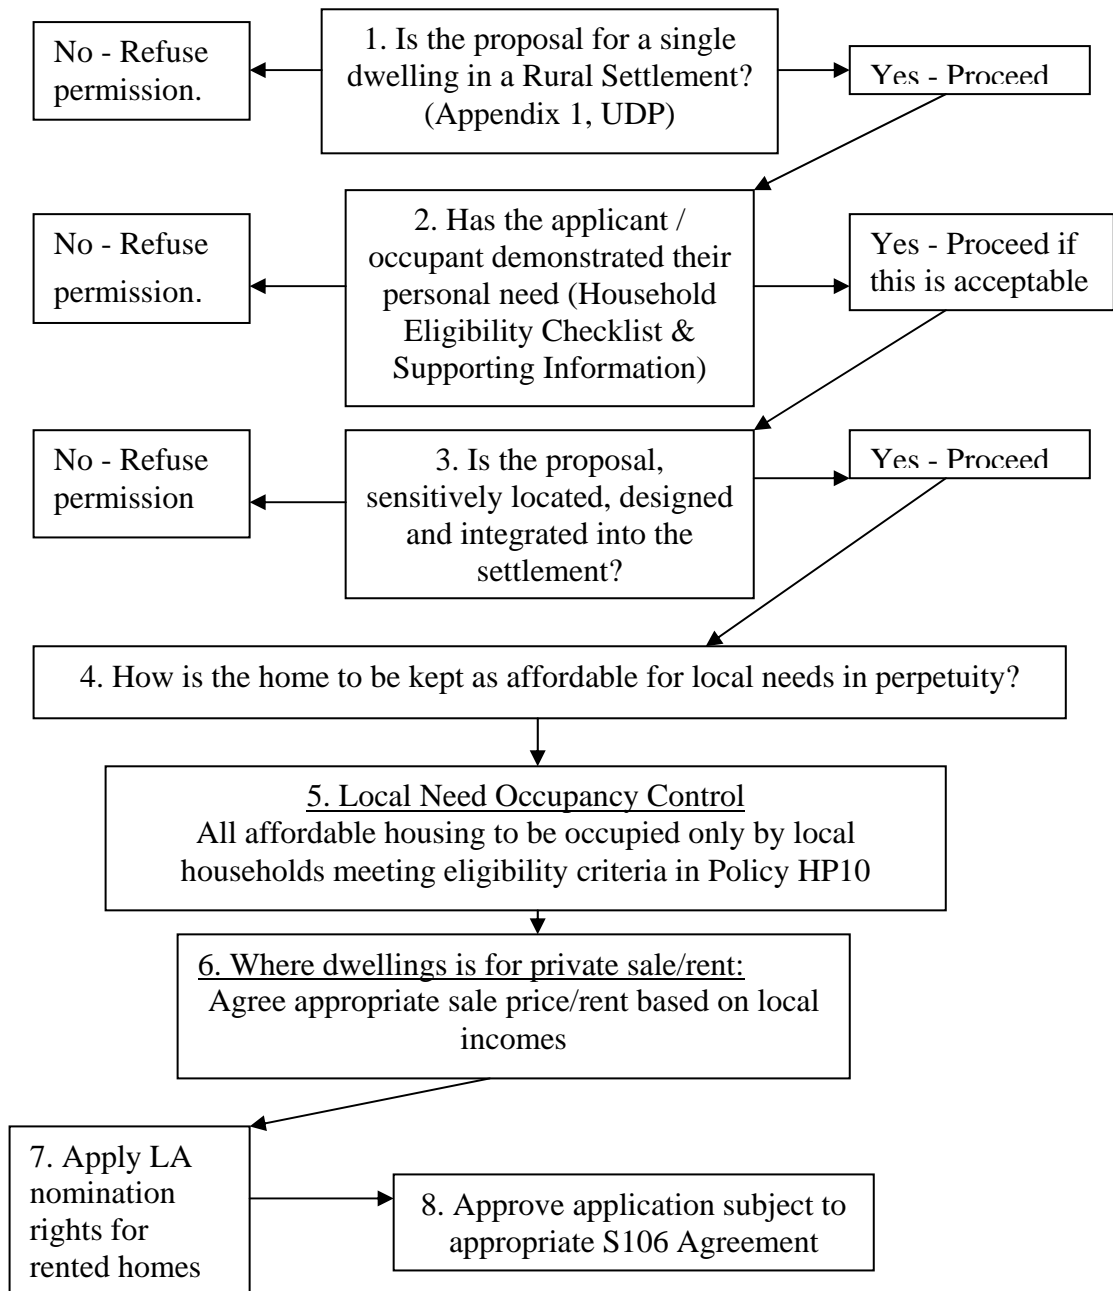 No - Refuse
permission.
1. Is the proposal for a single
dwelling in a Rural Settlement?
(Appendix 1, UDP)
Yes - Proceed
No - Refuse
permission.
2. Has the applicant /
occupant demonstrated their
personal need (Household
Eligibility Checklist &
Supporting Information)
Yes - Proceed if
this is acceptable
No - Refuse
permission
3. Is the proposal,
sensitively located, designed
and integrated into the
settlement?
Yes - Proceed
4. How is the home to be kept as affordable for local needs in perpetuity?
5. Local Need Occupancy Control
All affordable housing to be occupied only by local
households meeting eligibility criteria in Policy HP10
6. Where dwellings is for private sale/rent:
Agree appropriate sale price/rent based on local
incomes
7. Apply LA
nomination
rights for
rented homes
8. Approve application subject to
appropriate S106 Agreement